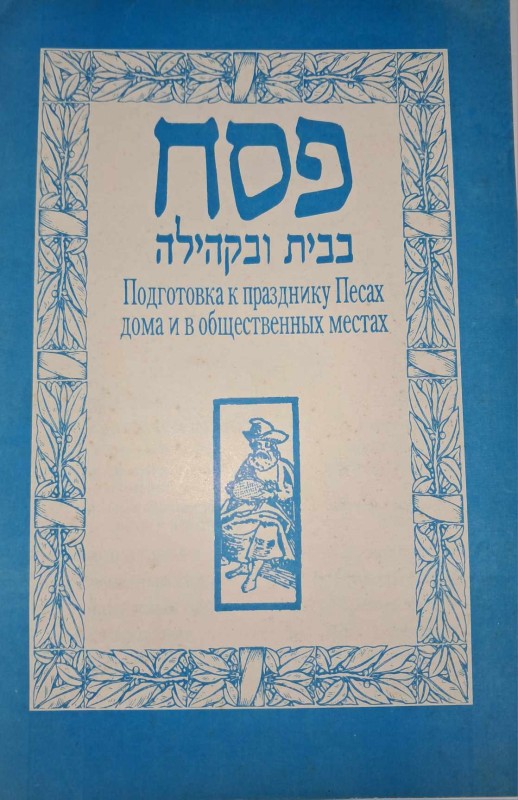 פסח
בבית ובקהילה
Подготовка к празднику Песах
дома и в общественных местах